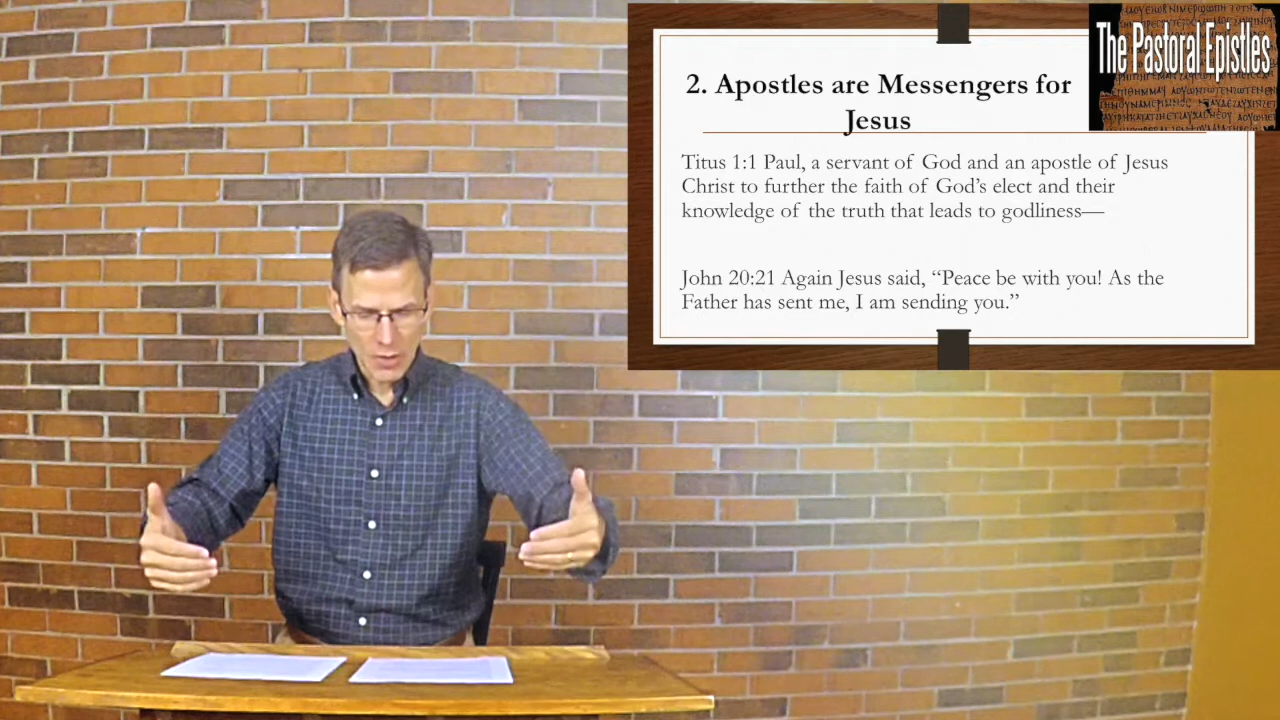 2. Apostles are Messengers for
Jesus
Titus 1:1 Paul, a servant of God and an apostle of Jesus
Christ to further the faith of God’s elect and their
knowledge of the truth that leads to godliness—
John 20:21 Again Jesus said, “Peace be with you! As the
Father has sent me, I am sending you.”
The Pastoral Epistles